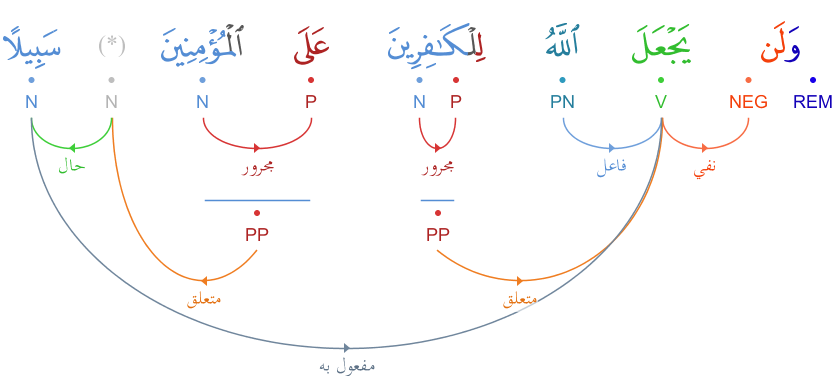 وَلَن يَجْعَلَ ٱللَّهُ لِلْكَـٰفِرِينَ عَلَى ٱلْمُؤْمِنِينَ (*) سَبِيلًا
REM NEG V PN P N P N N N
نفي فاعل مجرور مجرور حال
PP PP
متعلق متعلق
مفعول به